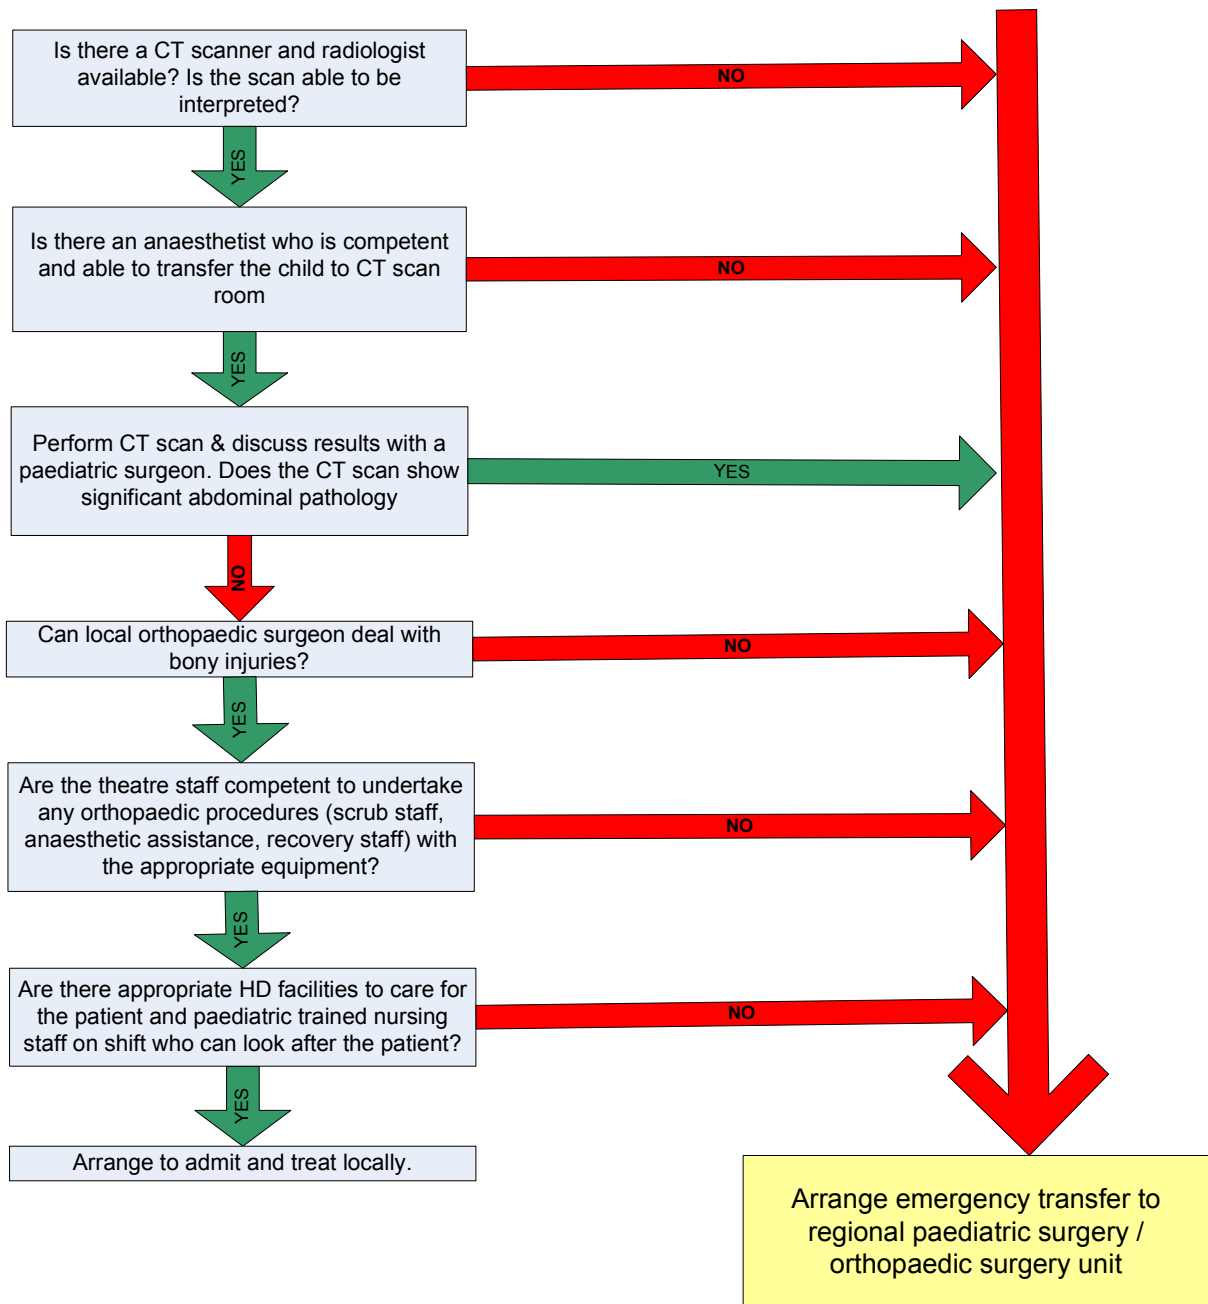 Is there a CT scanner and radiologist
available? Is the scan able to be
interpreted?
NO
YES
Is there an anaesthetist who is competent
and able to transfer the child to CT scan
room
NO
YES
Perform CT scan & discuss results with a
paediatric surgeon. Does the CT scan show
significant abdominal pathology
YES
NO
Can local orthopaedic surgeon deal with
bony injuries?
NO
YES
Are the theatre staff competent to undertake
any orthopaedic procedures (scrub staff,
anaesthetic assistance, recovery staff) with
the appropriate equipment?
NO
YES
Are there appropriate HD facilities to care for
the patient and paediatric trained nursing
staff on shift who can look after the patient?
NO
YES
Arrange to admit and treat locally.
Arrange emergency transfer to
regional paediatric surgery /
orthopaedic surgery unit